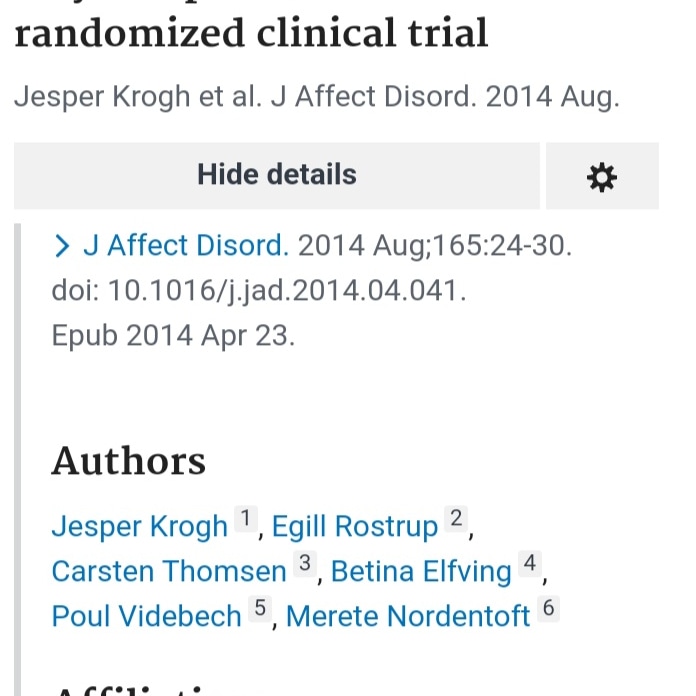 randomized clinical trial
Jesper Krogh et al. J Affect Disord. 2014 Aug.
Hide details
> J Affect Disord. 2014 Aug;165:24-30.
doi: 10.1016/j.jad.2014.04.041.
Epub 2014 Apr 23.
Authors
Jesper Krogh 1, Egill Rostrup 2,
Carsten Thomsen 3, Betina Elfving 4,
Poul Videbech 5, Merete Nordentoft 6